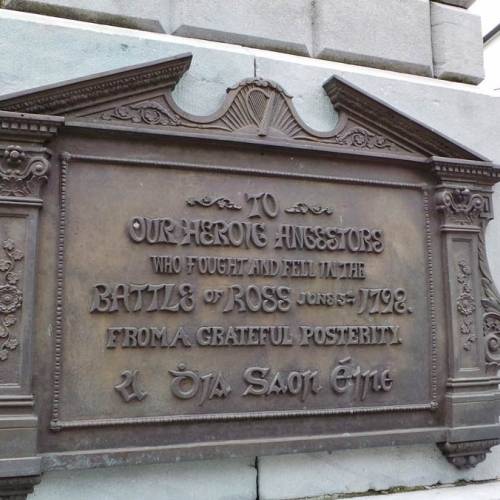 TO
OUR HEROIC ANCESTORS
WHO FOUGHT AND FELL IN THE
BATTLE OF ROSS JUNE 5TH 1798.
FROM A GRATEFUL POSTERITY.
A Ḋia Saor Éire